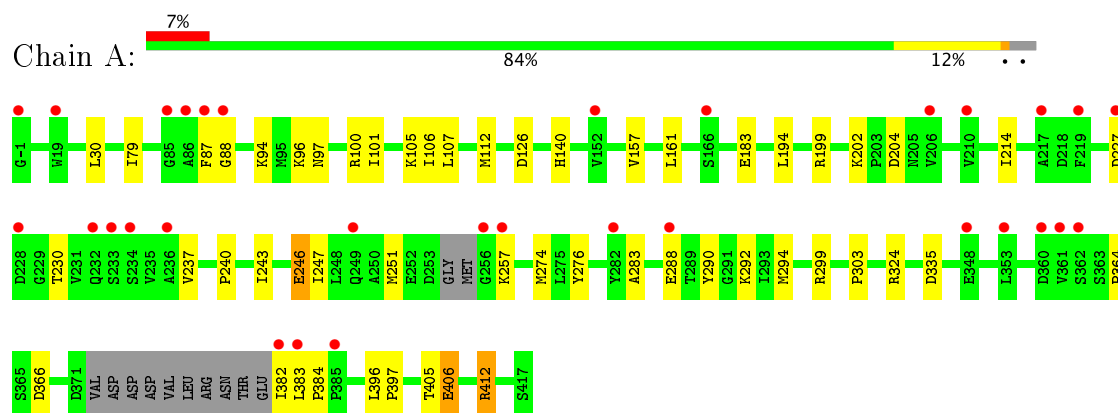 7%
Chain A:
84% 12% • •
G-1 W19 L30 I79 G85 A86 F87 G88 K94 M95 K96 N97 R100 I101 K105 I106 L107 M112 D126 H140 V152 V157 L161 S166 E183 L194 R199 K202 P203 D204 N205 V206 V210 I214 A217 D218 F219 D227
D228 G229 T230 V231 Q232 S233 S234 V235 A236 V237 P240 I243 E246 I247 L248 Q249 A250 M251 E252 D253 GLY MET G256 K257 M274 L275 Y276 Y282 A283 E288 T289 Y290 G291 K292 I293 M294 R299 P303 R324 D335 E348 L353 D360 V361 S362 S363 P364
S365 D366 D371 VAL ASP ASP ASP VAL LEU ARG ASN THR GLU I382 L383 P384 P385 L396 P397 T405 E406 R412 S417